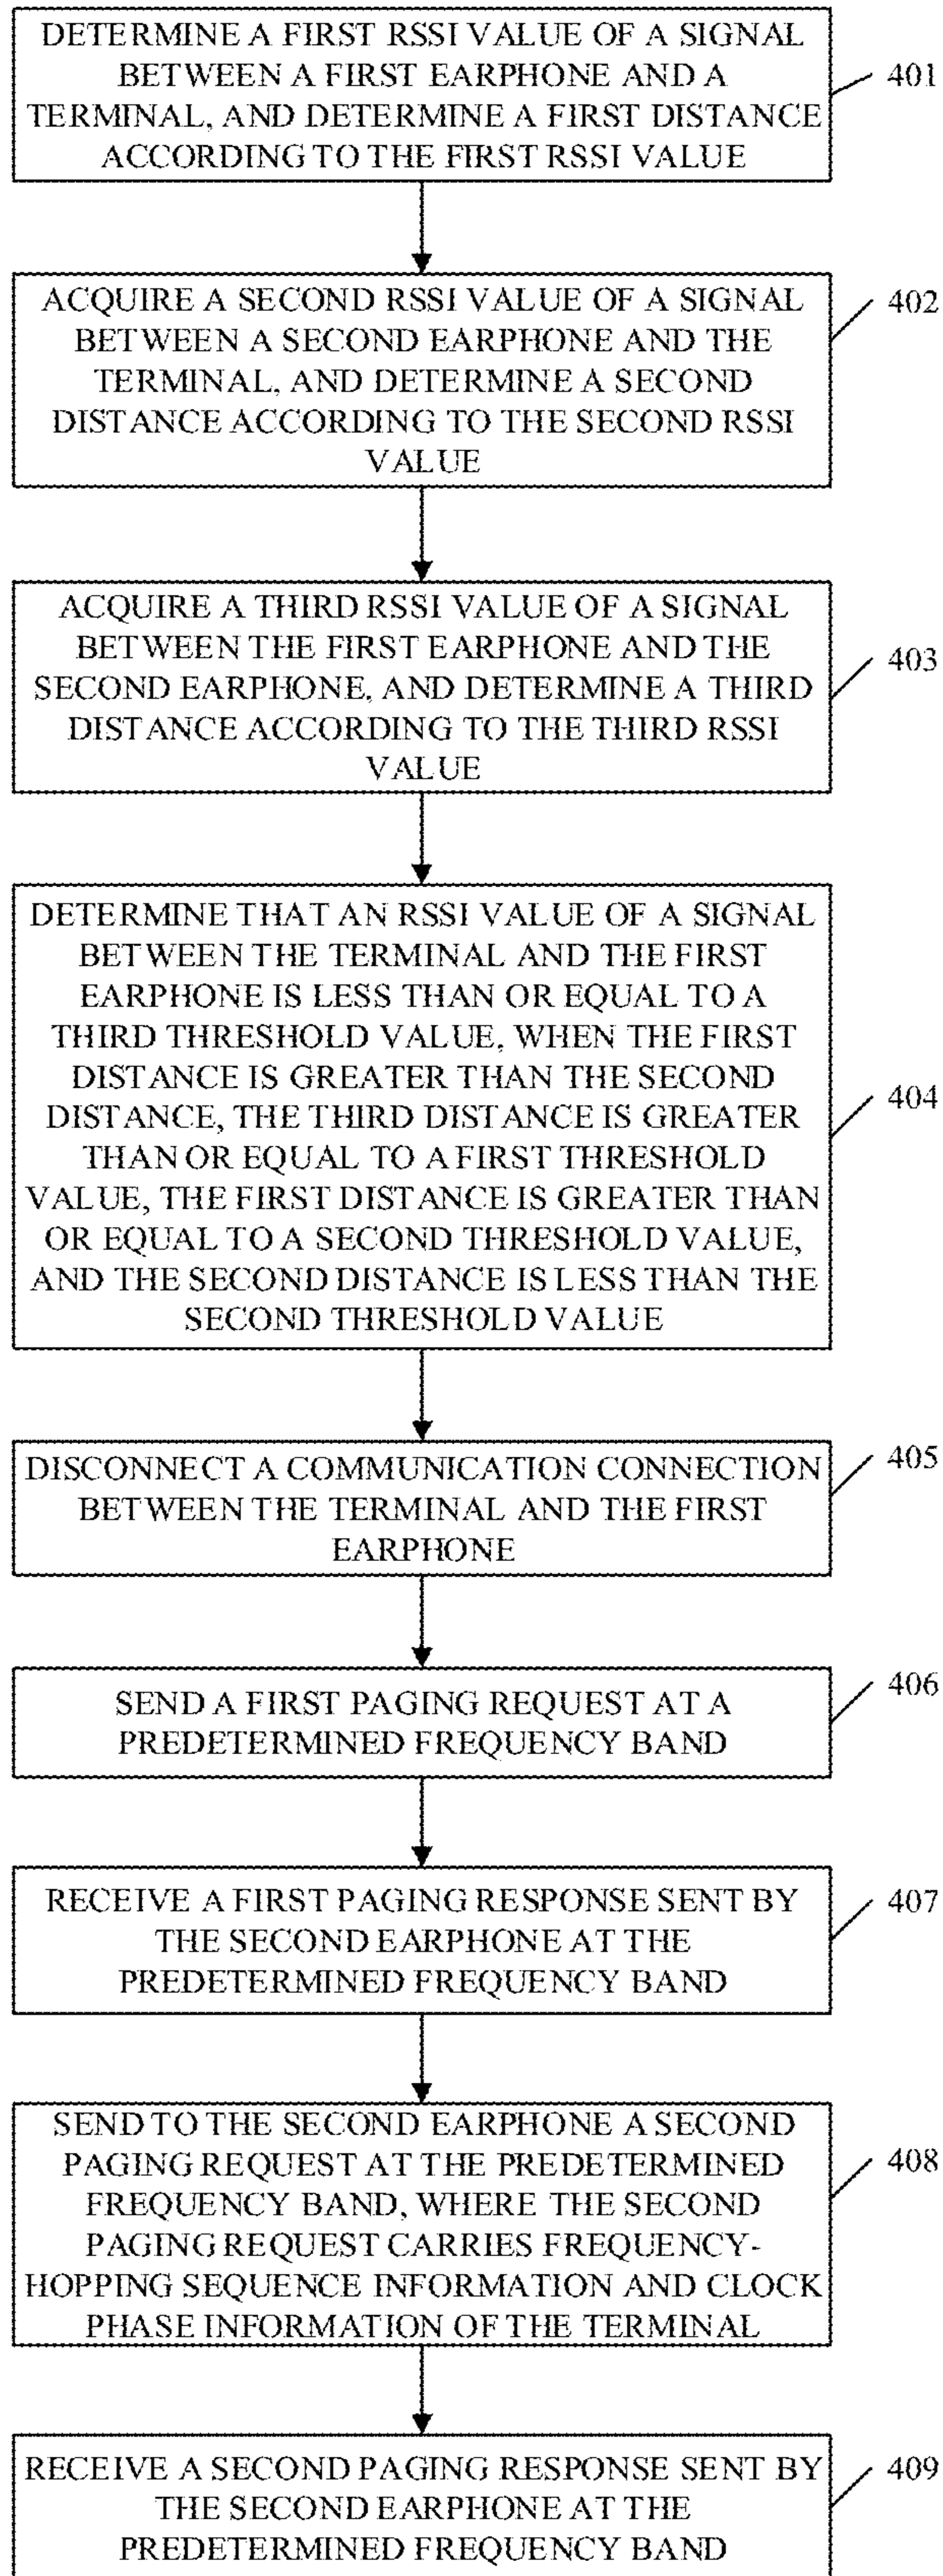 DETERMINE A FIRST RSSI VALUE OF A SIGNAL
BETWEEN A FIRST EARPHONE AND A
TERMINAL, AND DETERMINE A FIRST DISTANCE
ACCORDING TO THE FIRST RSSI VALUE
401
ACQUIRE A SECOND RSSI VALUE OF A SIGNAL
BETWEEN A SECOND EARPHONE AND THE
TERMINAL, AND DETERMINE A SECOND
DISTANCE ACCORDING TO THE SECOND RSSI
VALUE
402
ACQUIRE A THIRD RSSI VALUE OF A SIGNAL
BETWEEN THE FIRST EARPHONE AND THE
SECOND EARPHONE, AND DETERMINE A THIRD
DISTANCE ACCORDING TO THE THIRD RSSI
VALUE
403
DETERMINE THAT AN RSSI VALUE OF A SIGNAL
BETWEEN THE TERMINAL AND THE FIRST
EARPHONE IS LESS THAN OR EQUAL TO A
THIRD THRESHOLD VALUE, WHEN THE FIRST
DISTANCE IS GREATER THAN THE SECOND
DISTANCE, THE THIRD DISTANCE IS GREATER
THAN OR EQUAL TO A FIRST THRESHOLD
VALUE, THE FIRST DISTANCE IS GREATER THAN
OR EQUAL TO A SECOND THRESHOLD VALUE,
AND THE SECOND DISTANCE IS LESS THAN THE
SECOND THRESHOLD VALUE
404
DISCONNECT A COMMUNICATION CONNECTION
BETWEEN THE TERMINAL AND THE FIRST
EARPHONE
405
SEND A FIRST PAGING REQUEST AT A
PREDETERMINED FREQUENCY BAND
406
RECEIVE A FIRST PAGING RESPONSE SENT BY
THE SECOND EARPHONE AT THE
PREDETERMINED FREQUENCY BAND
407
SEND TO THE SECOND EARPHONE A SECOND
PAGING REQUEST AT THE PREDETERMINED
FREQUENCY BAND, WHERE THE SECOND
PAGING REQUEST CARRIES FREQUENCY-
HOPPING SEQUENCE INFORMATION AND CLOCK
PHASE INFORMATION OF THE TERMINAL
408
RECEIVE A SECOND PAGING RESPONSE SENT BY
THE SECOND EARPHONE AT THE
PREDETERMINED FREQUENCY BAND
409